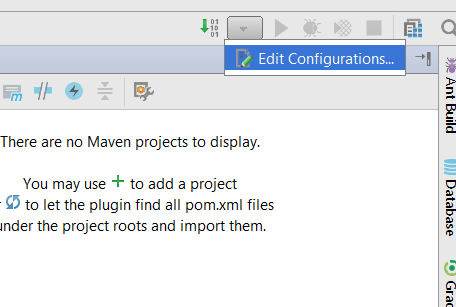 Edit Configurations...
There are no Maven projects to display.
You may use + to add a project
to let the plugin find all pom.xml files
under the project roots and import them.
Ant Build
Database